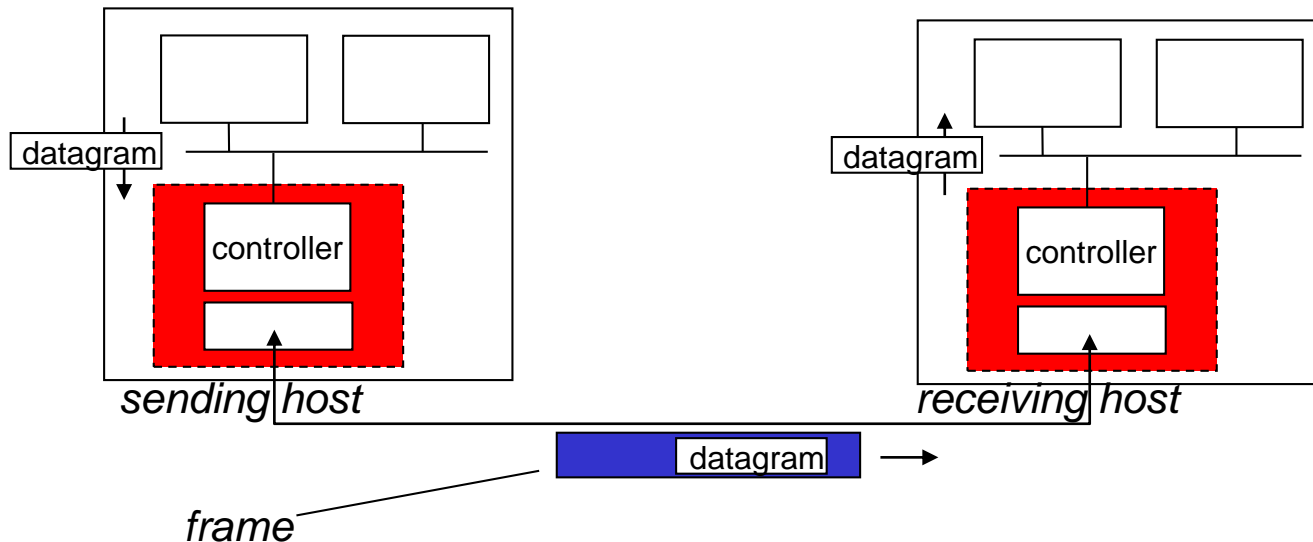 datagram
datagram
controller
controller
sending host
receiving host
datagram
frame